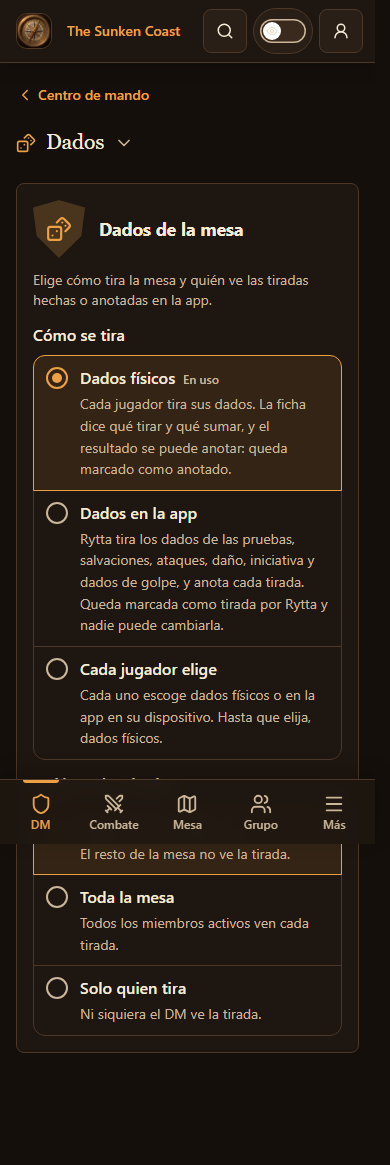 The Sunken Coast
Centro de mando
Dados
Dados de la mesa
Elige cómo tira la mesa y quién ve las tiradas
hechas o anotadas en la app.
Cómo se tira
Dados físicos En uso
Cada jugador tira sus dados. La ficha
dice qué tirar y qué sumar, y el
resultado se puede anotar: queda
marcado como anotado.
Dados en la app
Rytta tira los dados de las pruebas,
salvaciones, ataques, daño, iniciativa y
dados de golpe, y anota cada tirada.
Queda marcada como tirada por Rytta y
nadie puede cambiarla.
Cada jugador elige
Cada uno escoge dados físicos o en la
app en su dispositivo. Hasta que elija,
dados físicos.
DM
Combate
Mesa
Grupo
Más
El resto de la mesa no ve la tirada.
Toda la mesa
Todos los miembros activos ven cada
tirada.
Solo quien tira
Ni siquiera el DM ve la tirada.